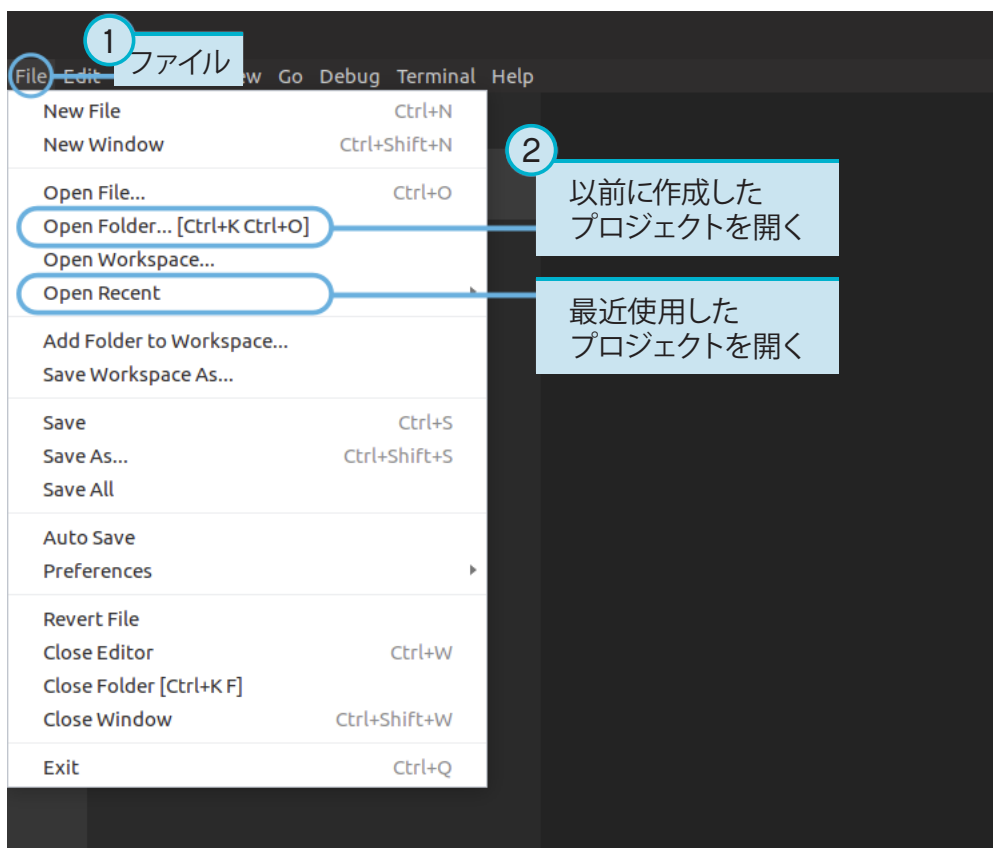 1
ファイル
File Edit ew Go Debug Terminal Help
New File Ctrl+N
New Window Ctrl+Shift+N
2
以前に作成した
プロジェクトを開く
Open File... Ctrl+O
Open Folder... [Ctrl+K Ctrl+O]
Open Workspace...
Open Recent
最近使用した
プロジェクトを開く
Add Folder to Workspace...
Save Workspace As...
Save Ctrl+S
Save As... Ctrl+Shift+S
Save All
Auto Save
Preferences
Revert File
Close Editor Ctrl+W
Close Folder [Ctrl+K F]
Close Window Ctrl+Shift+W
Exit Ctrl+Q